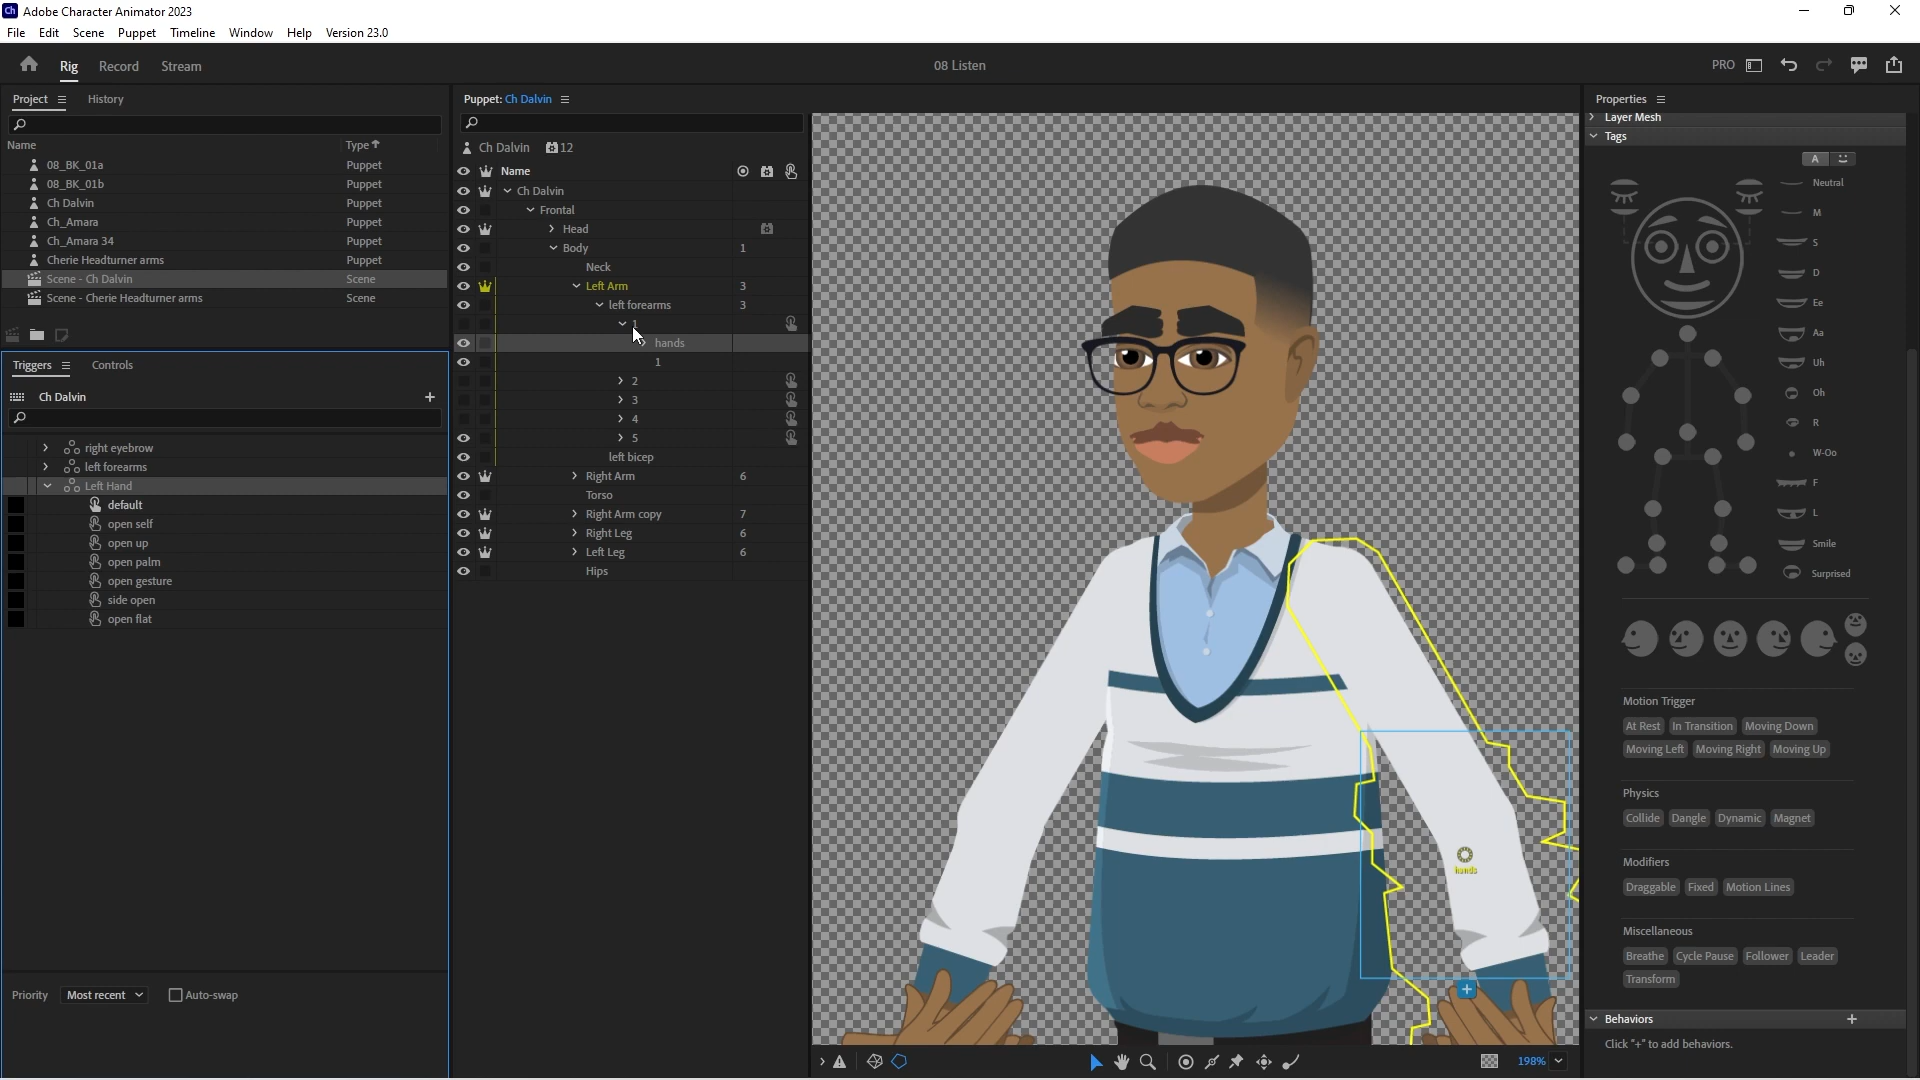 Ch Adobe Character Animator 2023
File Edit Scene Puppet Timeline Window Help Version 23.0
Rig Record Stream
08 Listen
PRO
Project History
Name Type
08_BK_01a Puppet
08_BK_01b Puppet
Ch Dalvin Puppet
Ch_Amara Puppet
Ch_Amara 34 Puppet
Cherie Headturner arms Puppet
Scene - Ch Dalvin Scene
Scene - Cherie Headturner arms Scene
Triggers Controls
Ch Dalvin
right eyebrow
left forearms
Left Hand
default
open self
open up
open palm
open gesture
side open
open flat
Priority Most recent Auto-swap
Puppet: Ch Dalvin
Ch Dalvin 12
Name
Ch Dalvin
Frontal
Head
Body 1
Neck
Left Arm 3
left forearms 3
1
hands
1
2
3
4
5
left bicep
Right Arm 6
Torso
Right Arm copy 7
Right Leg 6
Left Leg 6
Hips
hands
198%
Properties
Layer Mesh
Tags
A
Neutral
M
S
D
Ee
Aa
Uh
Oh
R
W-Oo
F
L
Smile
Surprised
Motion Trigger
At Rest In Transition Moving Down
Moving Left Moving Right Moving Up
Physics
Collide Dangle Dynamic Magnet
Modifiers
Draggable Fixed Motion Lines
Miscellaneous
Breathe Cycle Pause Follower Leader
Transform
Behaviors
Click "+" to add behaviors.